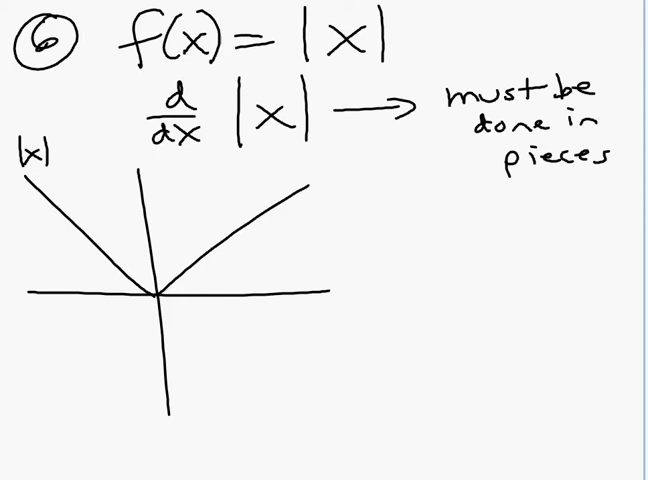 6 f(x) = |x|
d/dx |x| → must be
done in
pieces
|x|